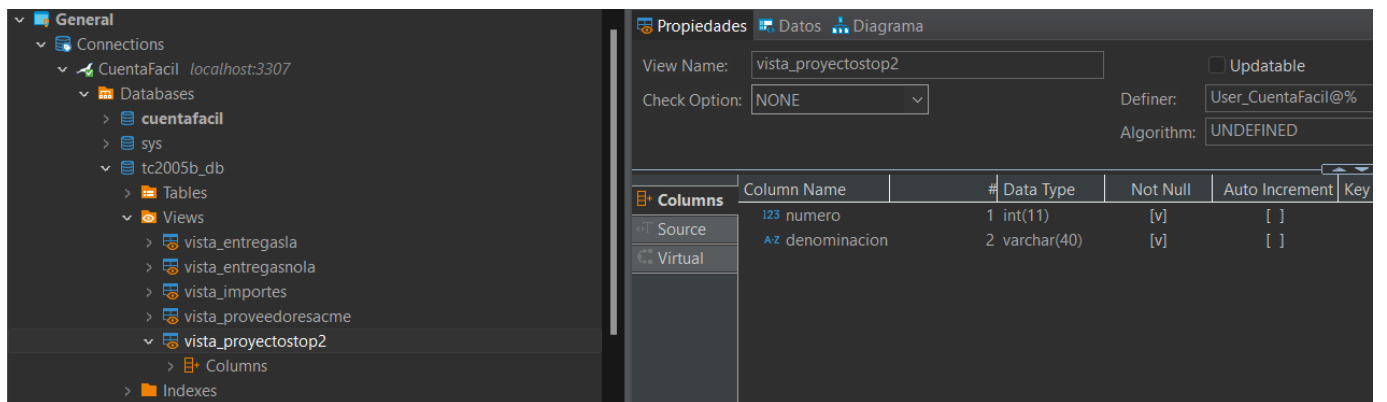 General
Connections
CuentaFacil localhost:3307
Databases
cuentafacil
sys
tc2005b_db
Tables
Views
vista_entregasla
vista_entregasnola
vista_importes
vista_proveedoresacme
vista_proyectostop2
Columns
Indexes
Propiedades Datos Diagrama
View Name: vista_proyectostop2 Updatable
Check Option: NONE Definer: User_CuentaFacil@%
Algorithm: UNDEFINED
Columns
Source
Virtual
Column Name # Data Type Not Null Auto Increment Key
123 numero 1 int(11) [v] [ ]
A-Z denominacion 2 varchar(40) [v] [ ]